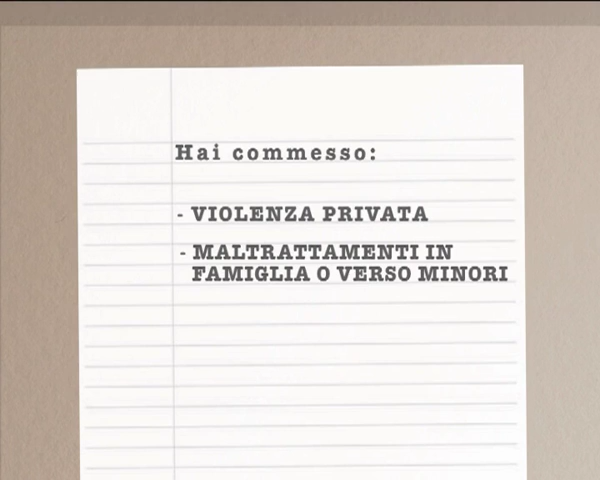 Hai commesso:
- VIOLENZA PRIVATA
- MALTRATTAMENTI IN
FAMIGLIA O VERSO MINORI